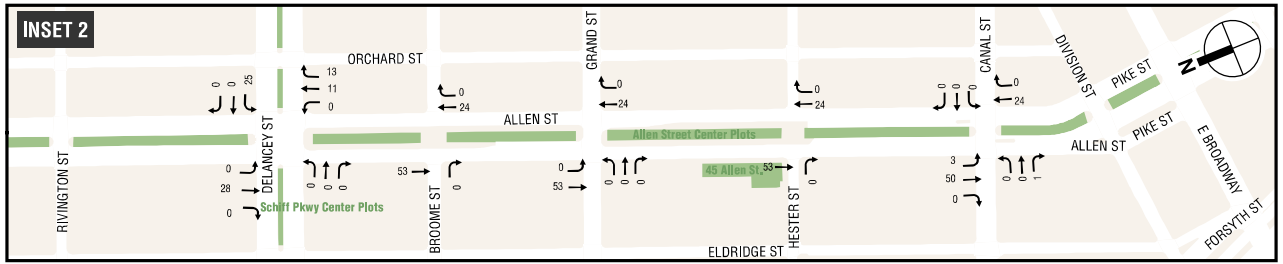 INSET 2
ORCHARD ST
GRAND ST
CANAL ST
DIVISION ST
PIKE ST
N
0 0 25
13
11
0
0
24
0
24
0
24
0 0 0
0
24
ALLEN ST
Allen Street Center Plots
ALLEN ST
PIKE ST
E BROADWAY
RIVINGTON ST
DELANCEY ST
0
28
0
0 0 0
53
0
0
53
0 0 0
45 Allen St.
53
0
3
50
0
0 0 1
Schiff Pkwy Center Plots
BROOME ST
HESTER ST
ELDRIDGE ST
FORSYTH ST